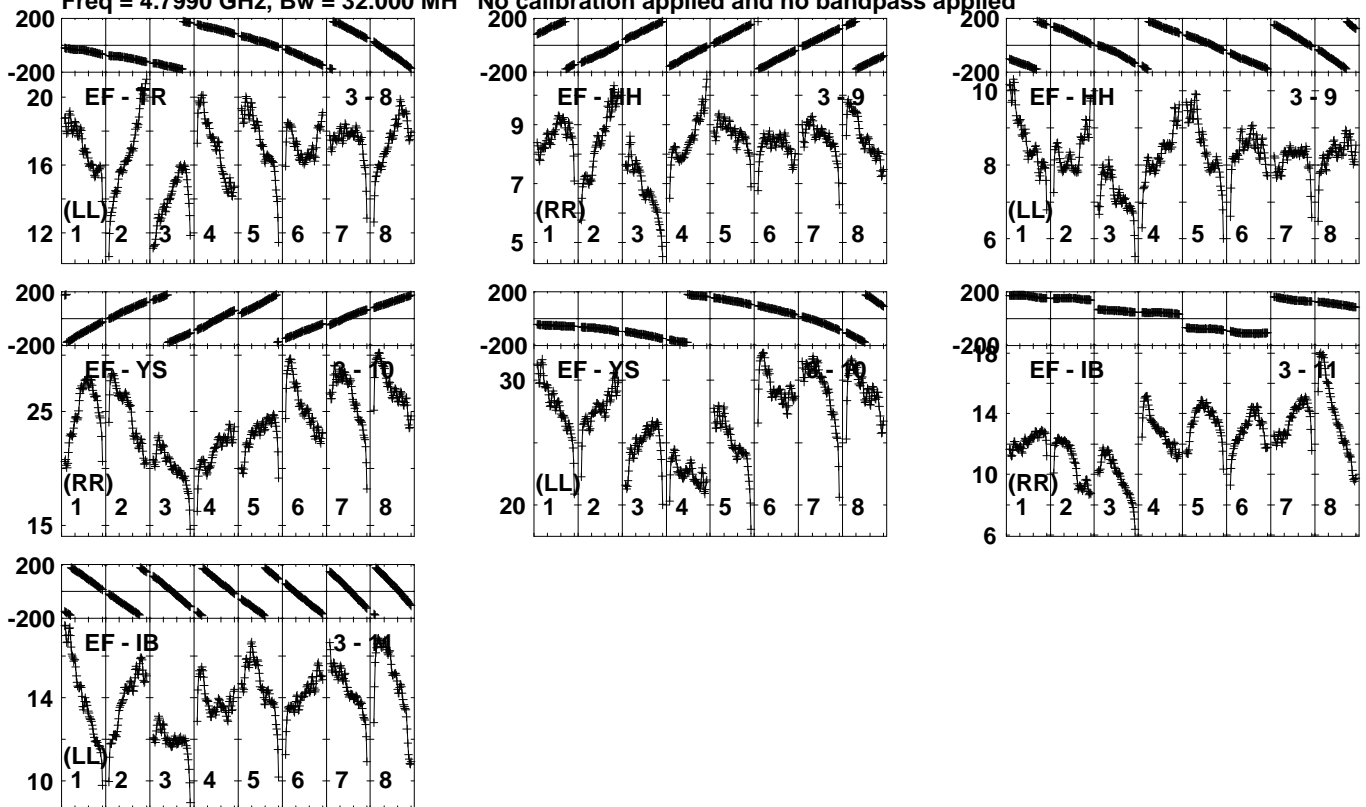 Freq = 4.7990 GHz, Bw = 32.000 MH No calibration applied and no bandpass applied
200
-200
20
16
12
EF - TR
3 - 8
(LL)
1 2 3 4 5 6 7 8
9
7
5
EF - HH
3 - 9
(RR)
1 2 3 4 5 6 7 8
200
-200
10
8
6
EF - HH
3 - 9
(LL)
1 2 3 4 5 6 7 8
200
-200
25
15
EF - YS
3 - 10
(RR)
1 2 3 4 5 6 7 8
30
20
EF - YS
3 - 10
(LL)
1 2 3 4 5 6 7 8
200
-200
18
14
10
6
EF - IB
3 - 11
(RR)
1 2 3 4 5 6 7 8
200
-200
14
10
EF - IB
3 - 11
(LL)
1 2 3 4 5 6 7 8